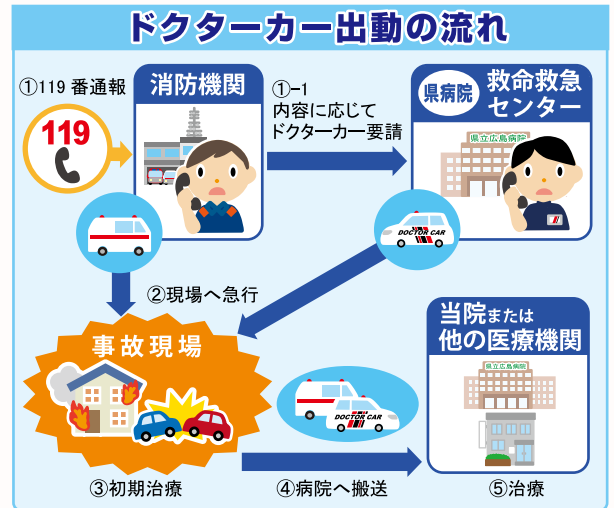 ドクターカー出動の流れ
①119番通報
119
消防機関
①-1
内容に応じて
ドクターカー要請
県病院
救命救急
センター
県立広島病院
DOCTOR CAR
②現場へ急行
事故現場
③初期治療
DOCTOR CAR
④病院へ搬送
当院または
他の医療機関
県立広島病院
⑤治療